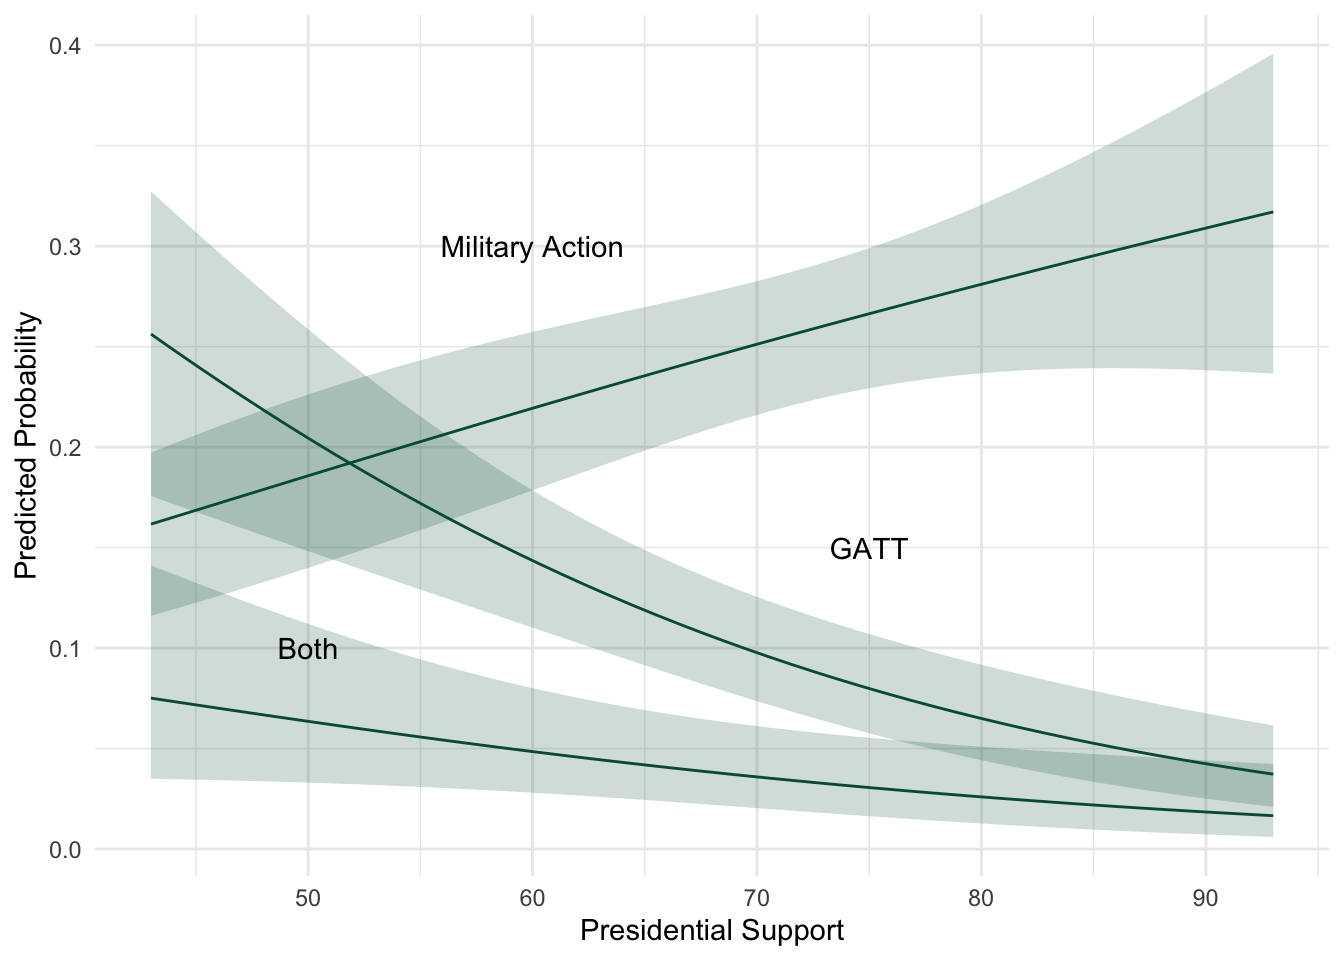 0.4
0.3
0.2
0.1
0.0
Predicted Probability
Military Action
GATT
Both
50 60 70 80 90
Presidential Support